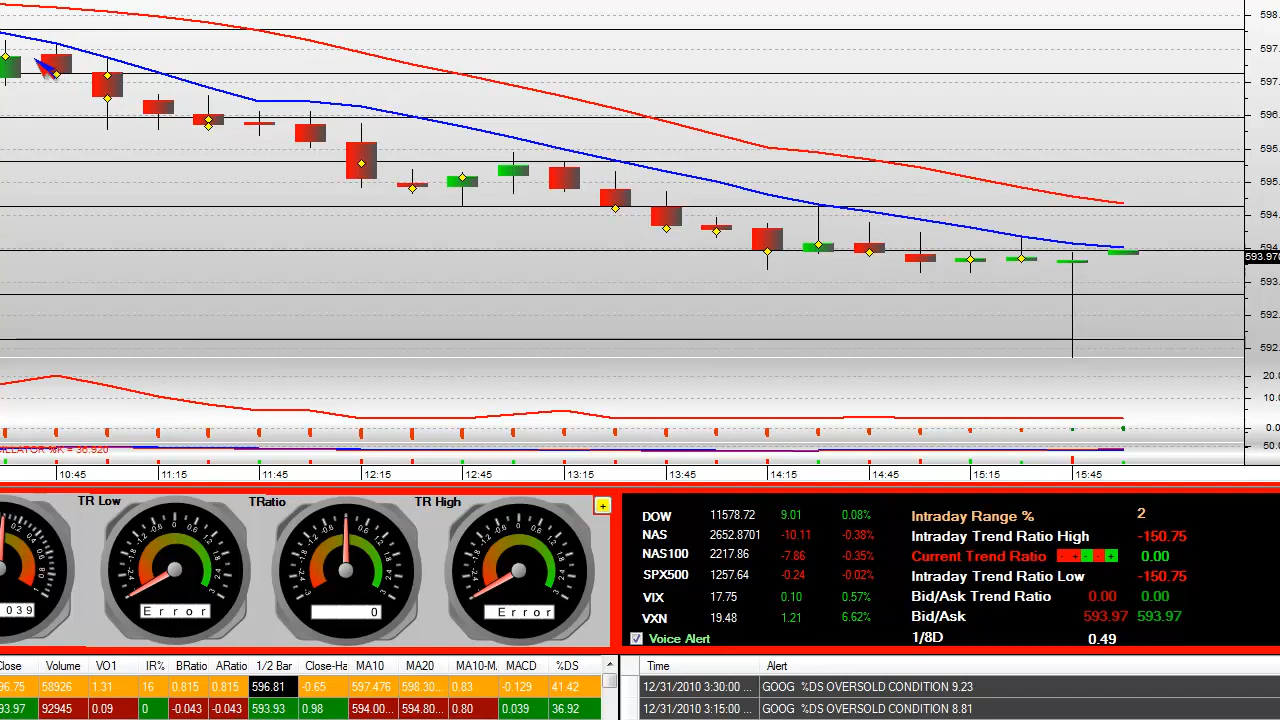 598.
597.
597.
596.
595.
595.
594.
594.
593.970
593.
592.
592.
20.0
10.0
0.0
50.0
ILLATOR %K = 36.920
10:45 11:15 11:45 12:15 12:45 13:15 13:45 14:15 14:45 15:15 15:45
TR Low TRatio TR High +
039 Error 0 Error
DOW 11578.72 9.01 0.08%
NAS 2652.8701 -10.11 -0.38%
NAS100 2217.86 -7.86 -0.35%
SPX500 1257.64 -0.24 -0.02%
VIX 17.75 0.10 0.57%
VXN 19.48 1.21 6.62%
Voice Alert
Intraday Range % 2
Intraday Trend Ratio High -150.75
Current Trend Ratio - + - - + 0.00
Intraday Trend Ratio Low -150.75
Bid/Ask Trend Ratio 0.00 0.00
Bid/Ask 593.97 593.97
1/8D 0.49
Close Volume VO1 IR% BRatio ARatio 1/2 Bar Close-Ha MA10 MA20 MA10-M. MACD %DS
96.75 58926 1.31 16 0.815 0.815 596.81 -0.65 597.476 598.30... 0.83 -0.129 41.42
93.97 92945 0.09 0 -0.043 -0.043 593.93 0.98 594.00... 594.80... 0.80 0.039 36.92
Time Alert
12/31/2010 3:30:00 ... GOOG %DS OVERSOLD CONDITION 9.23
12/31/2010 3:15:00 ... GOOG %DS OVERSOLD CONDITION 8.81